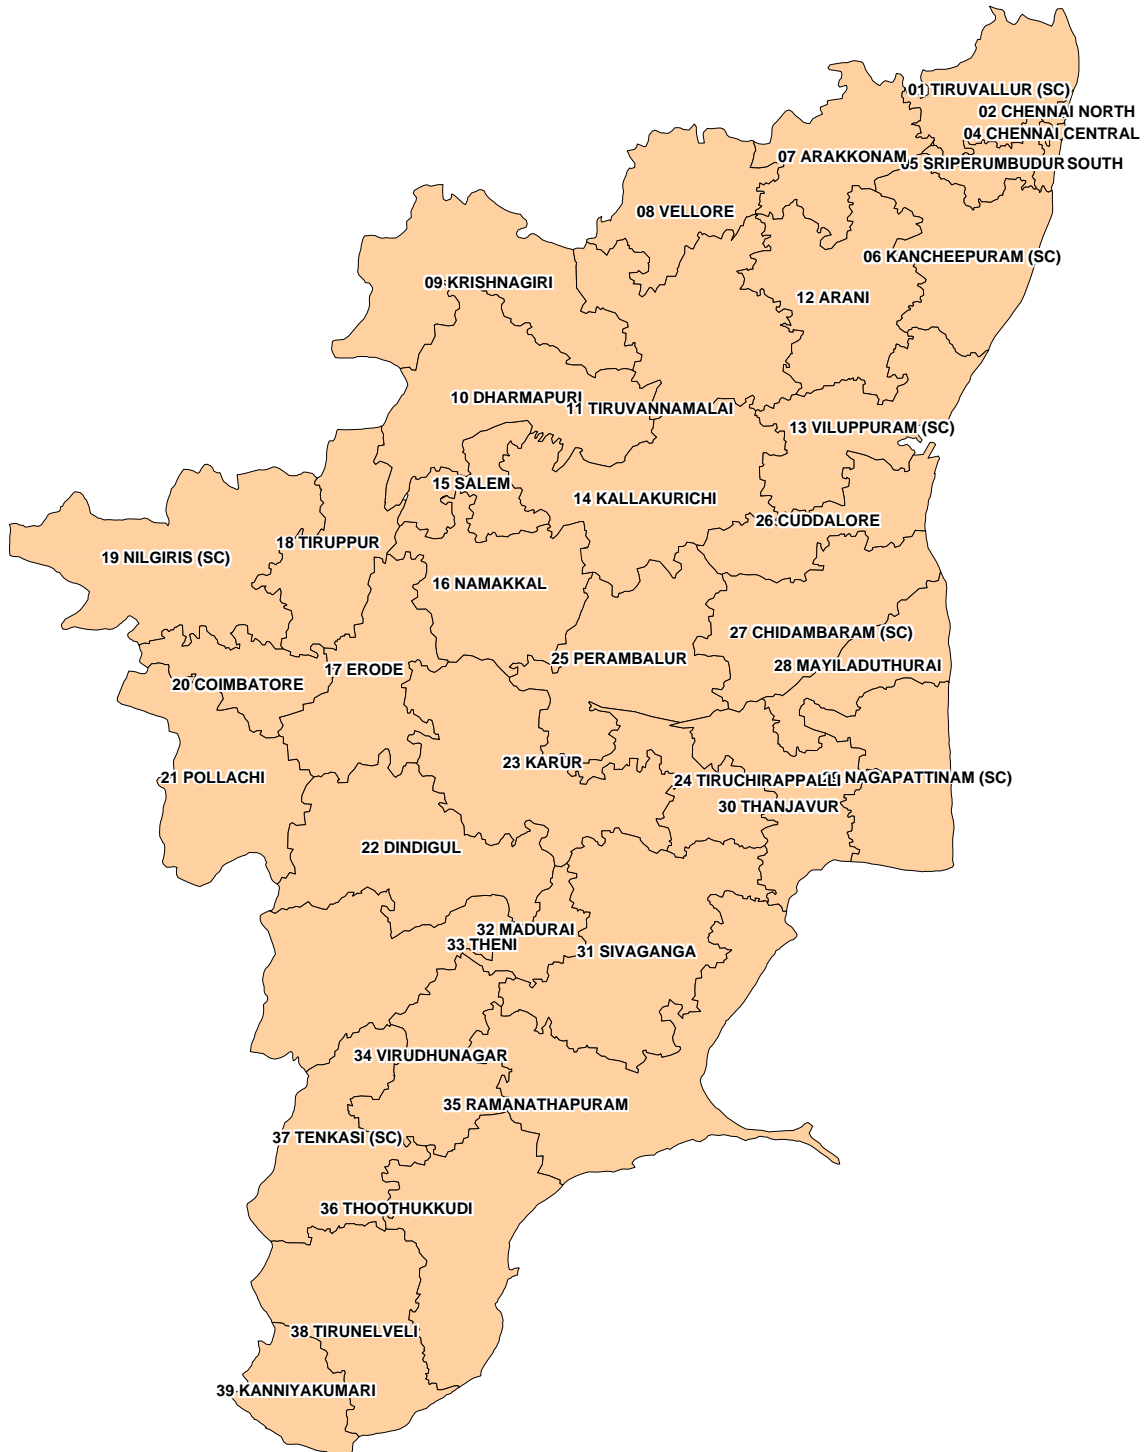 01 TIRUVALLUR (SC)
02 CHENNAI NORTH
04 CHENNAI CENTRAL
07 ARAKKONAM
05 SRIPERUMBUDUR
SOUTH
08 VELLORE
06 KANCHEEPURAM (SC)
09 KRISHNAGIRI
12 ARANI
10 DHARMAPURI
11 TIRUVANNAMALAI
13 VILUPPURAM (SC)
15 SALEM
14 KALLAKURICHI
26 CUDDALORE
18 TIRUPPUR
19 NILGIRIS (SC)
16 NAMAKKAL
27 CHIDAMBARAM (SC)
25 PERAMBALUR
28 MAYILADUTHURAI
17 ERODE
20 COIMBATORE
23 KARUR
21 POLLACHI
24 TIRUCHIRAPPALLI
NAGAPATTINAM (SC)
30 THANJAVUR
22 DINDIGUL
32 MADURAI
33 THENI
31 SIVAGANGA
34 VIRUDHUNAGAR
35 RAMANATHAPURAM
37 TENKASI (SC)
36 THOOTHUKKUDI
38 TIRUNELVELI
39 KANNIYAKUMARI